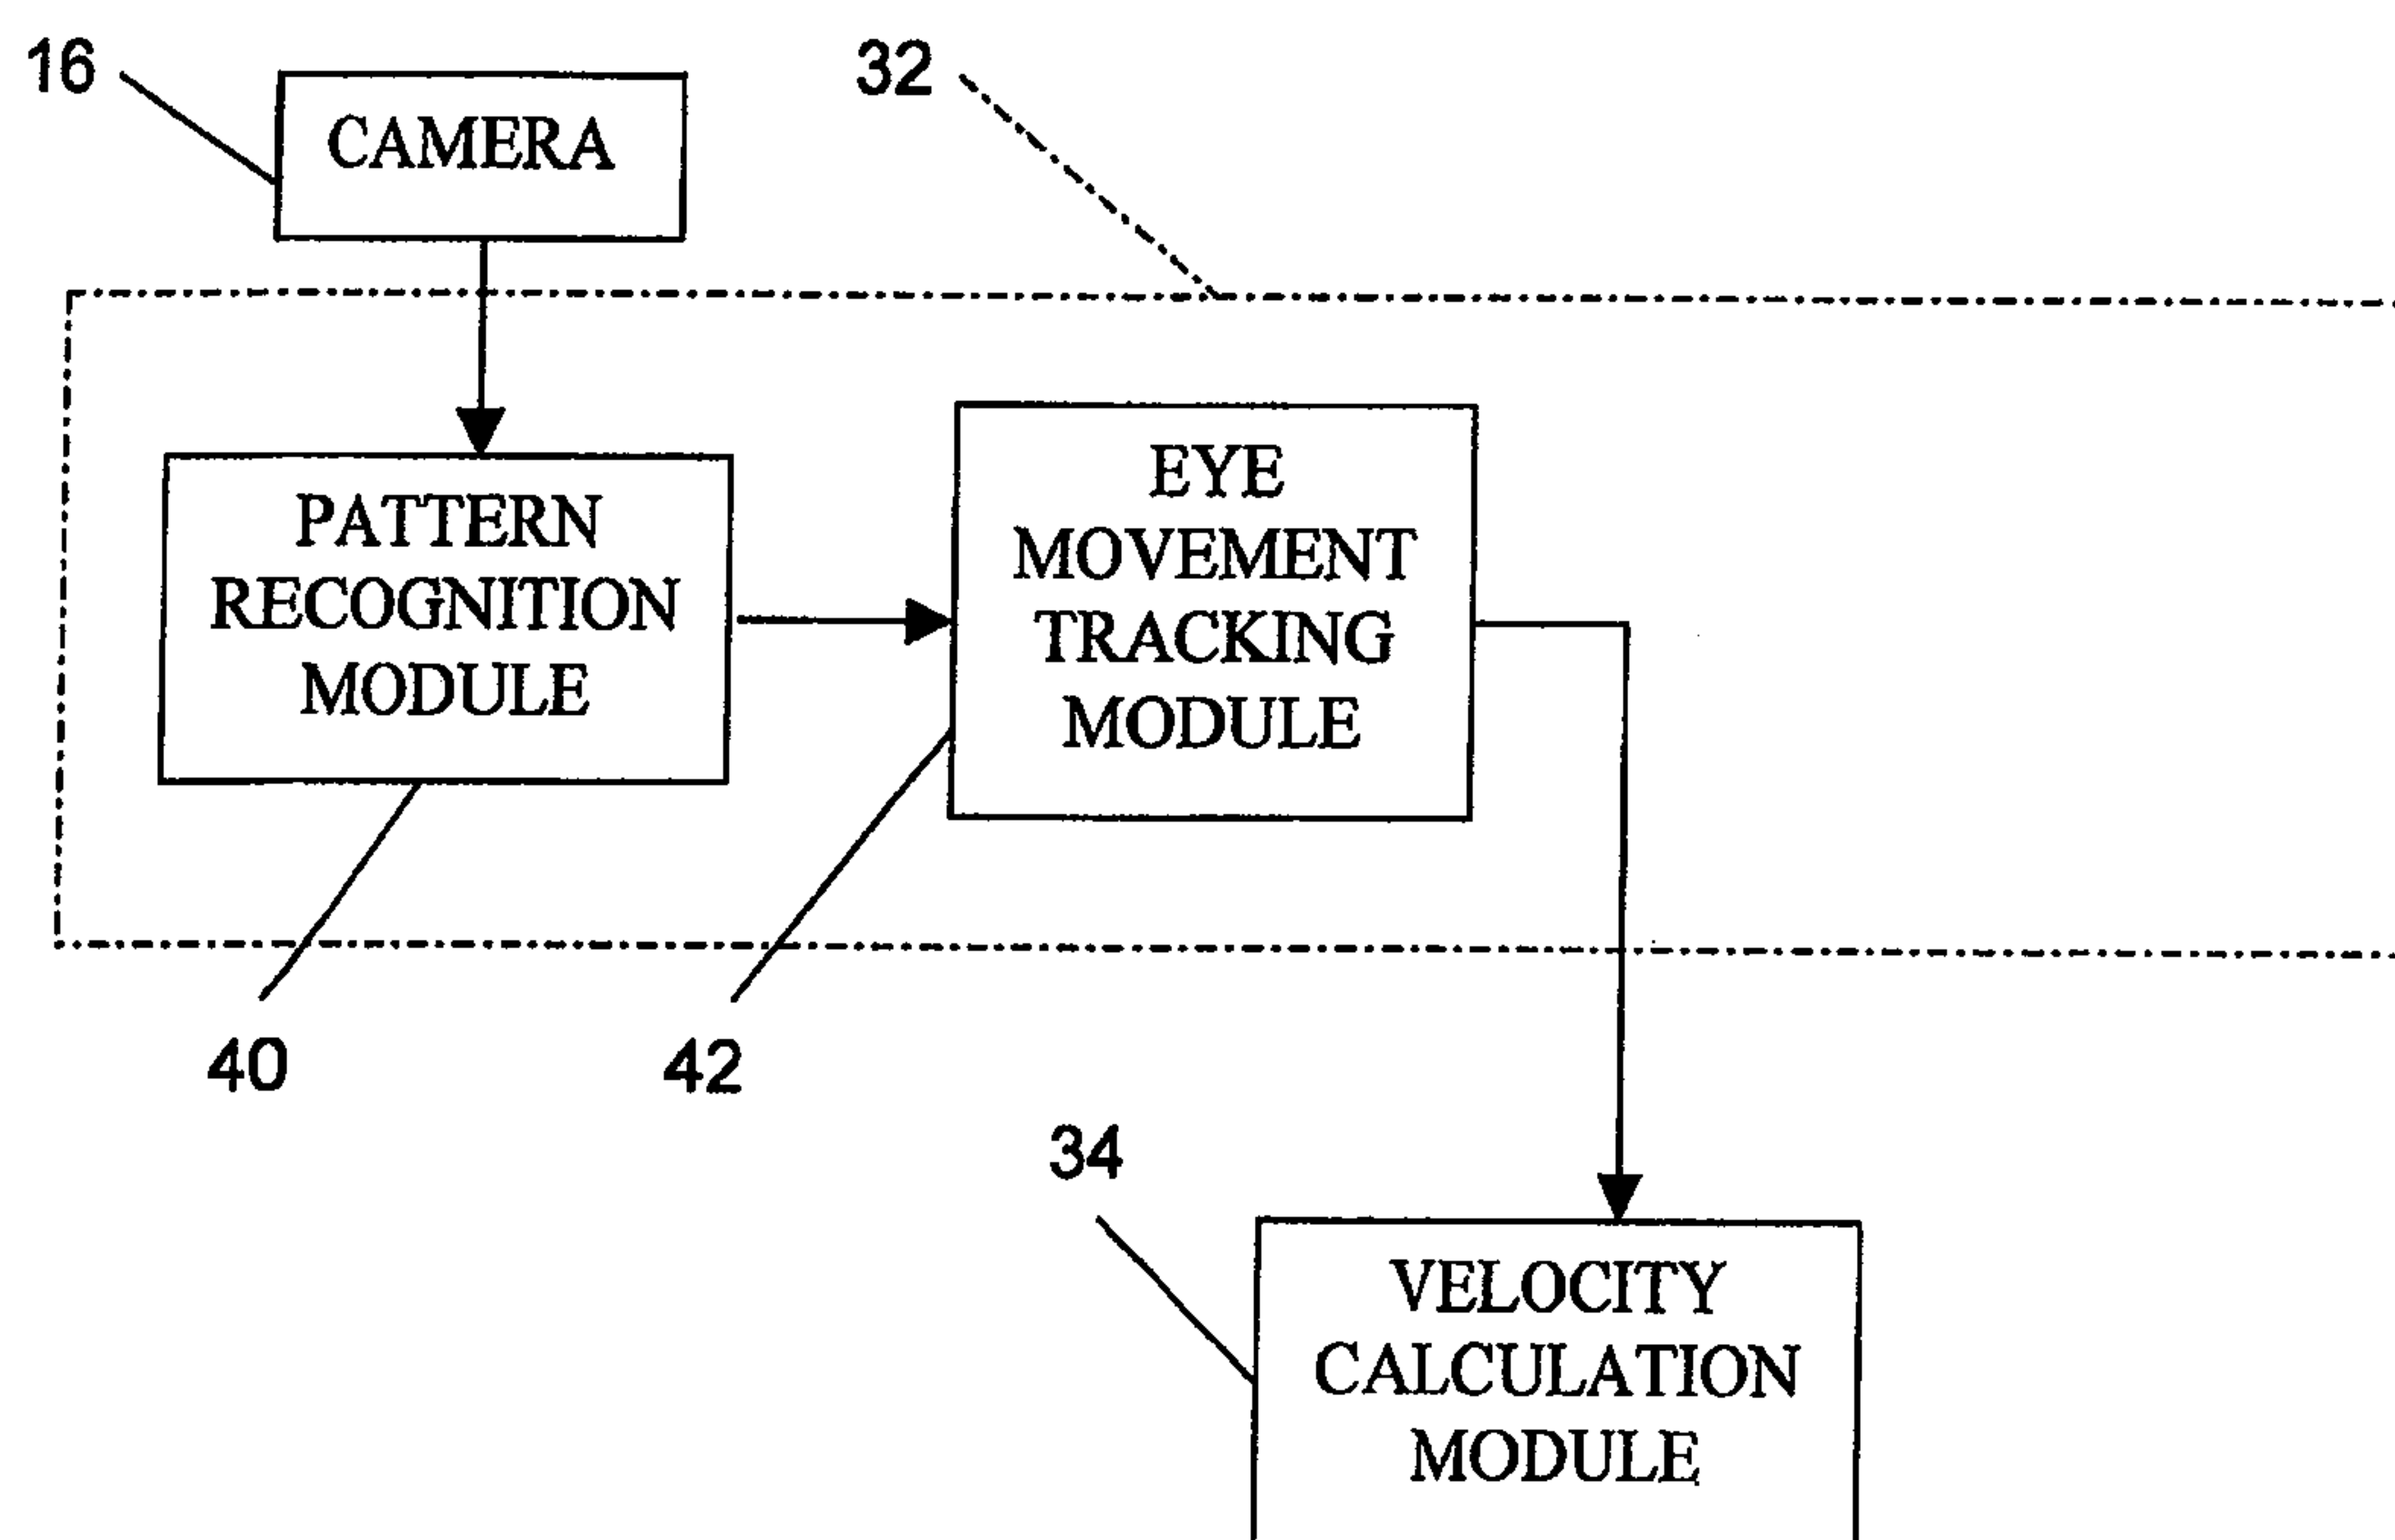 16
CAMERA
32
PATTERN
RECOGNITION
MODULE
EYE
MOVEMENT
TRACKING
MODULE
40
42
34
VELOCITY
CALCULATION
MODULE